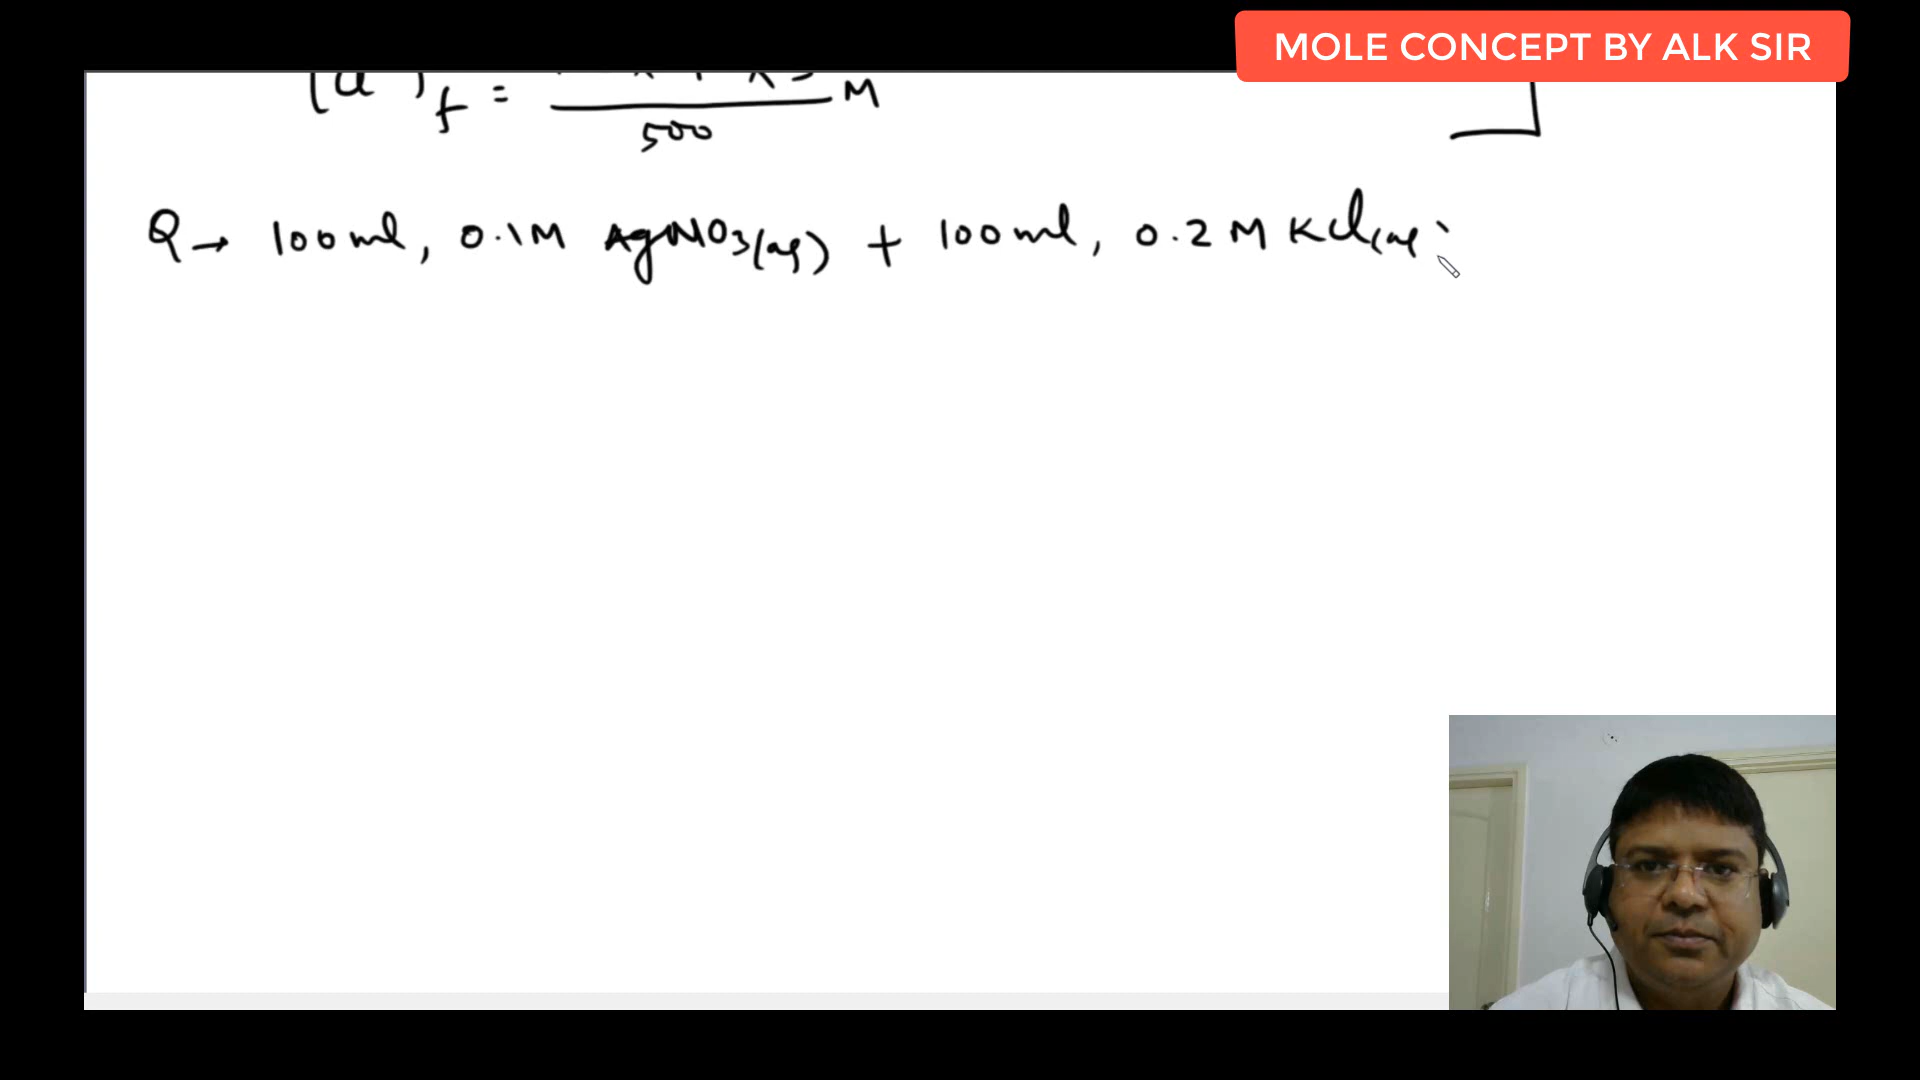 MOLE CONCEPT BY ALK SIR
f = M
500
Q → 100 ml, 0.1M AgNO3(aq) + 100 ml, 0.2 M KCl(aq)